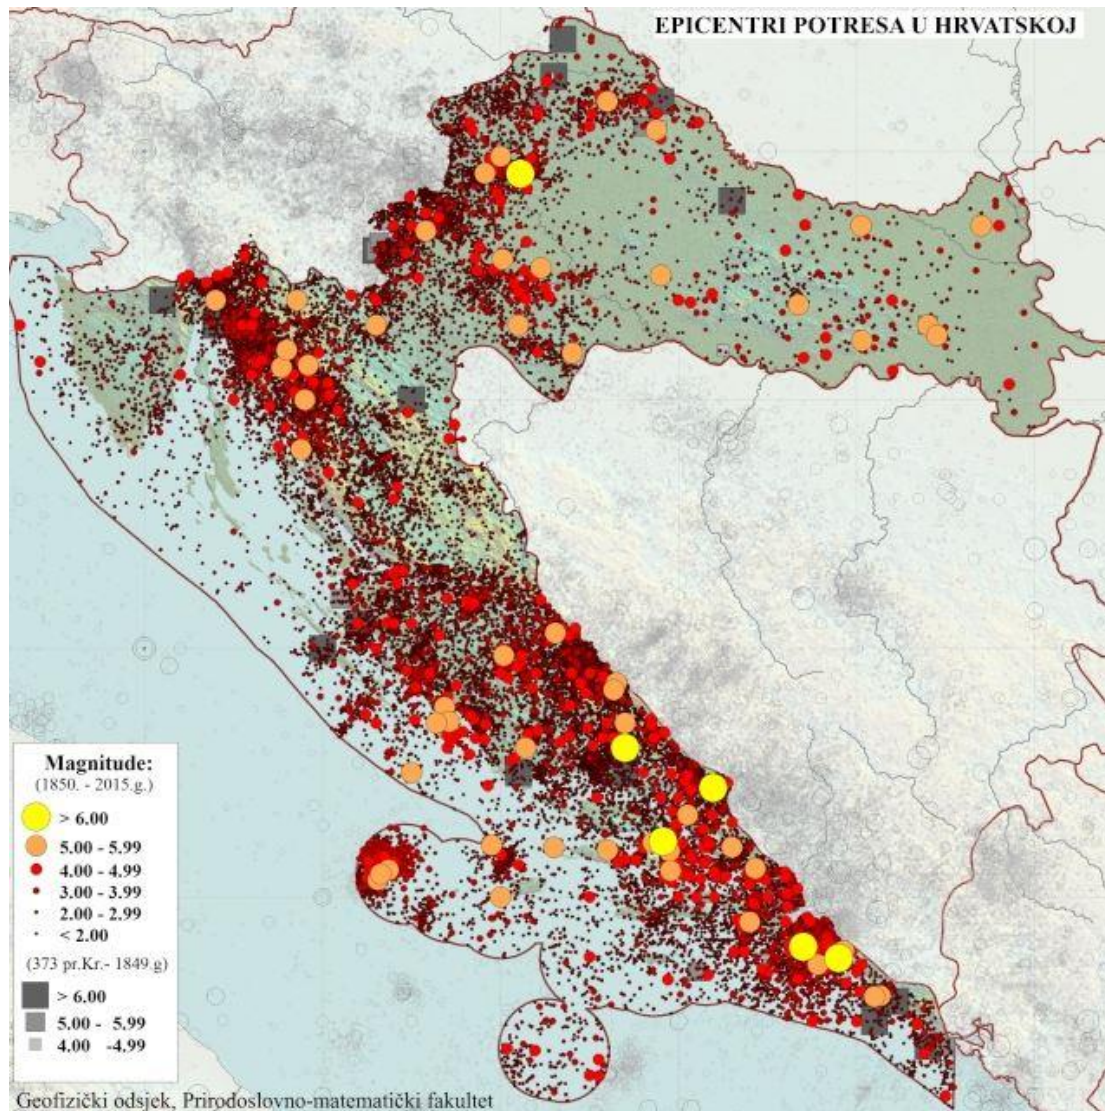 EPICENTRI POTRESA U HRVATSKOJ
Magnitude:
(1850. - 2015.g.)
> 6.00
5.00 - 5.99
4.00 - 4.99
3.00 - 3.99
2.00 - 2.99
< 2.00
(373 pr.Kr.- 1849.g)
> 6.00
5.00 - 5.99
4.00 -4.99
Geofizički odsjek, Prirodoslovno-matematički fakultet